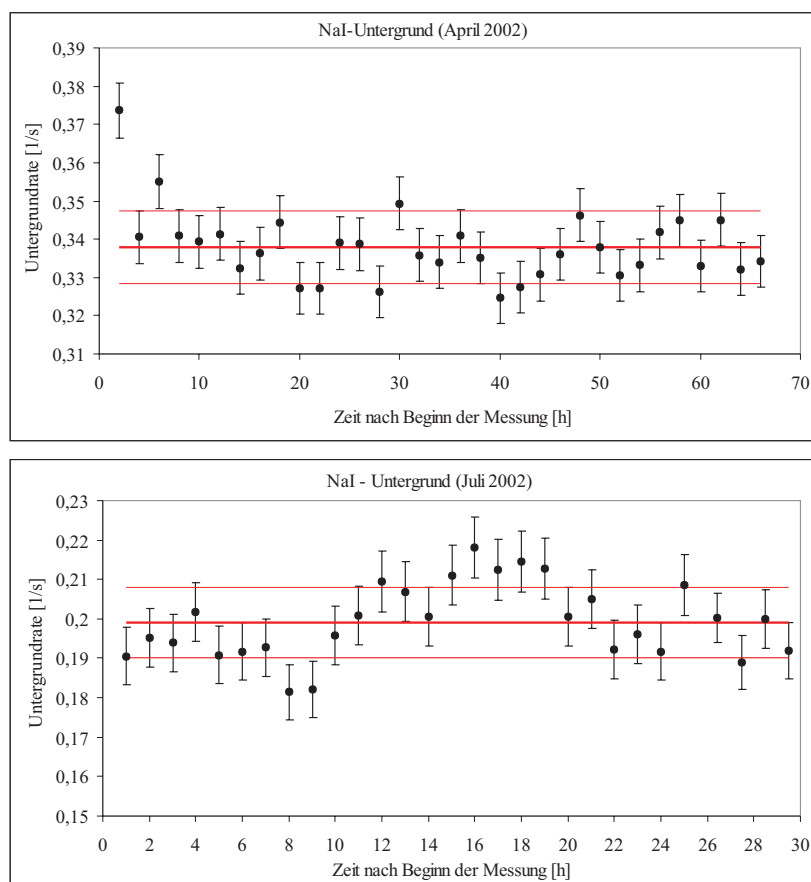 NaI-Untergrund (April 2002)
Untergrundrate [1/s]
0,39
0,38
0,37
0,36
0,35
0,34
0,33
0,32
0,31
0 10 20 30 40 50 60 70
Zeit nach Beginn der Messung [h]
NaI - Untergrund (Juli 2002)
Untergrundrate [1/s]
0,23
0,22
0,21
0,2
0,19
0,18
0,17
0,16
0,15
0 2 4 6 8 10 12 14 16 18 20 22 24 26 28 30
Zeit nach Beginn der Messung [h]